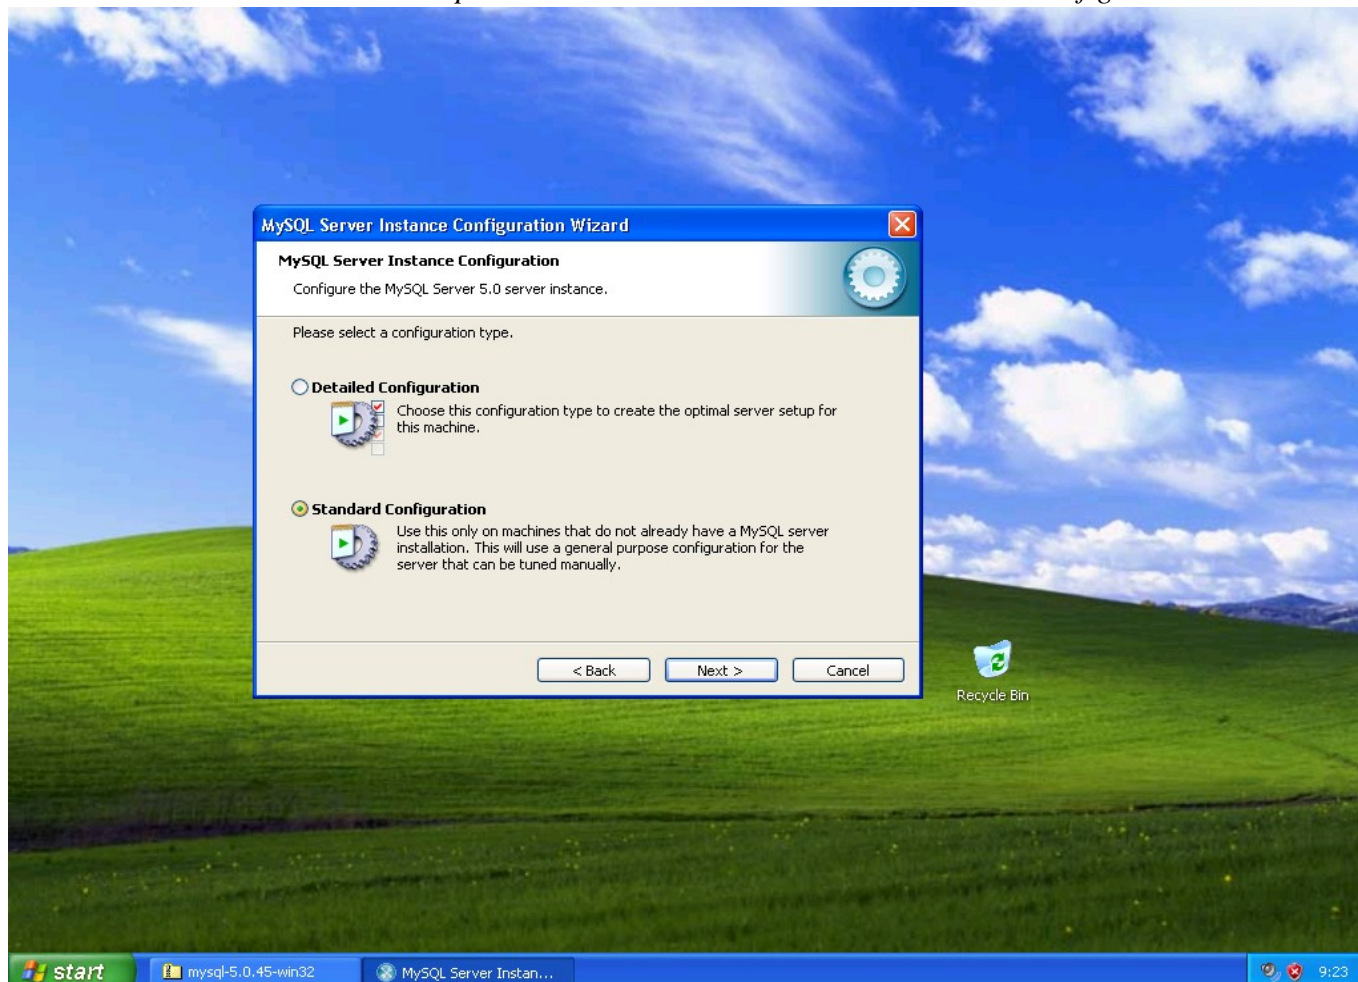 MySQL Server Instance Configuration Wizard
MySQL Server Instance Configuration
Configure the MySQL Server 5.0 server instance.
Please select a configuration type.
Detailed Configuration
Choose this configuration type to create the optimal server setup for
this machine.
Standard Configuration
Use this only on machines that do not already have a MySQL server
installation. This will use a general purpose configuration for the
server that can be tuned manually.
< Back
Next >
Cancel
Recycle Bin
start
mysql-5.0.45-win32
MySQL Server Instan...
9:23